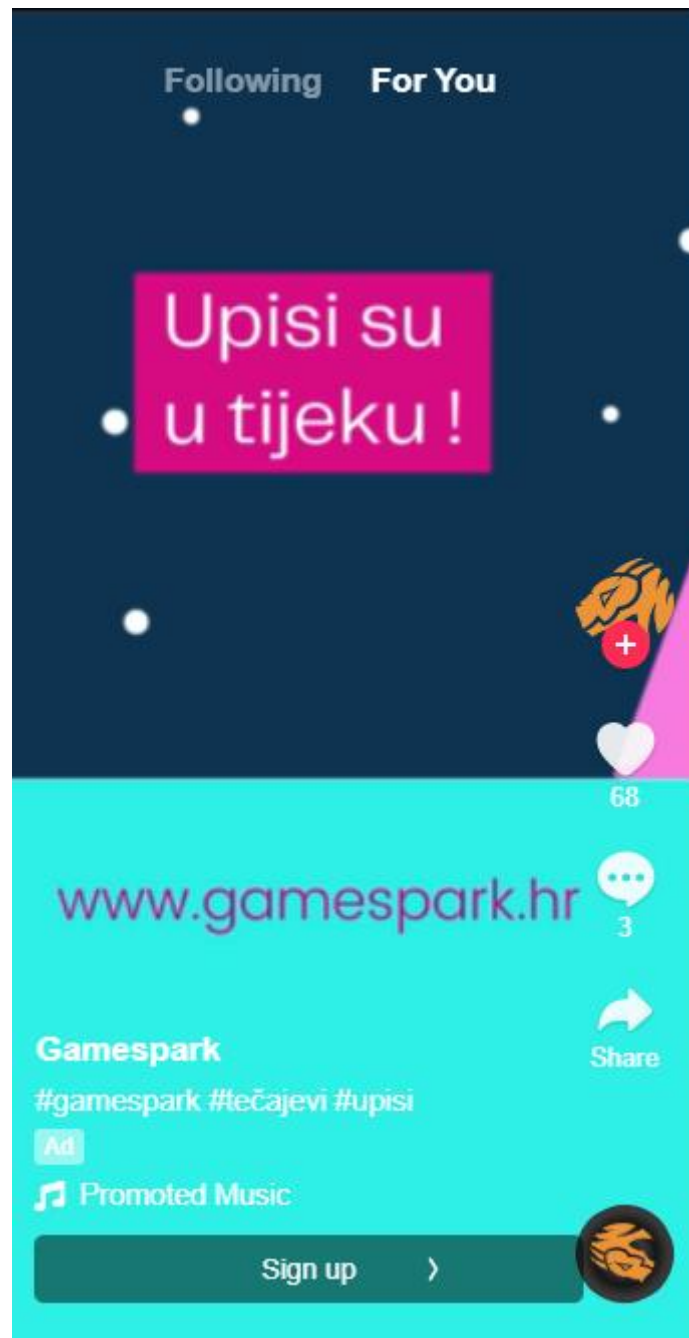 Following For You
Upisi su
u tijeku !
68
www.gamespark.hr
3
Gamespark
Share
#gamespark #tečajevi #upisi
Ad
Promoted Music
Sign up